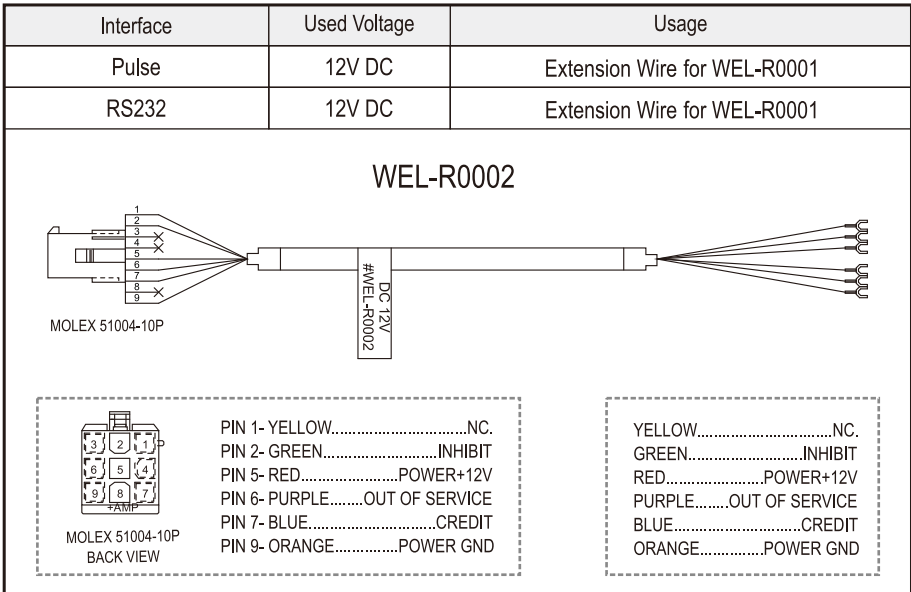 Interface Used Voltage Usage
Pulse 12V DC Extension Wire for WEL-R0001
RS232 12V DC Extension Wire for WEL-R0001
WEL-R0002
1
2
3
4
5
6
7
8
9
MOLEX 51004-10P
DC 12V
#WEL-R0002
3 2 1
6 5 4
9 8 7
+AMP
MOLEX 51004-10P
BACK VIEW
PIN 1- YELLOW.........................NC.
PIN 2- GREEN.....................INHIBIT
PIN 5- RED................POWER+12V
PIN 6- PURPLE.......OUT OF SERVICE
PIN 7- BLUE.......................CREDIT
PIN 9- ORANGE.............POWER GND
YELLOW.........................NC.
GREEN.....................INHIBIT
RED................POWER+12V
PURPLE.......OUT OF SERVICE
BLUE.......................CREDIT
ORANGE.............POWER GND